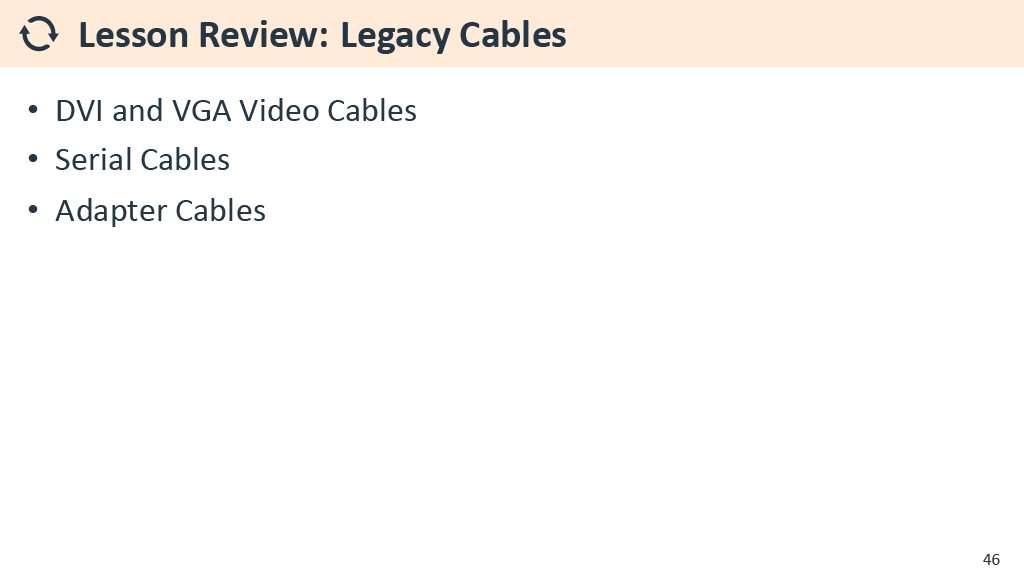 Lesson Review: Legacy Cables
• DVI and VGA Video Cables
• Serial Cables
• Adapter Cables
46